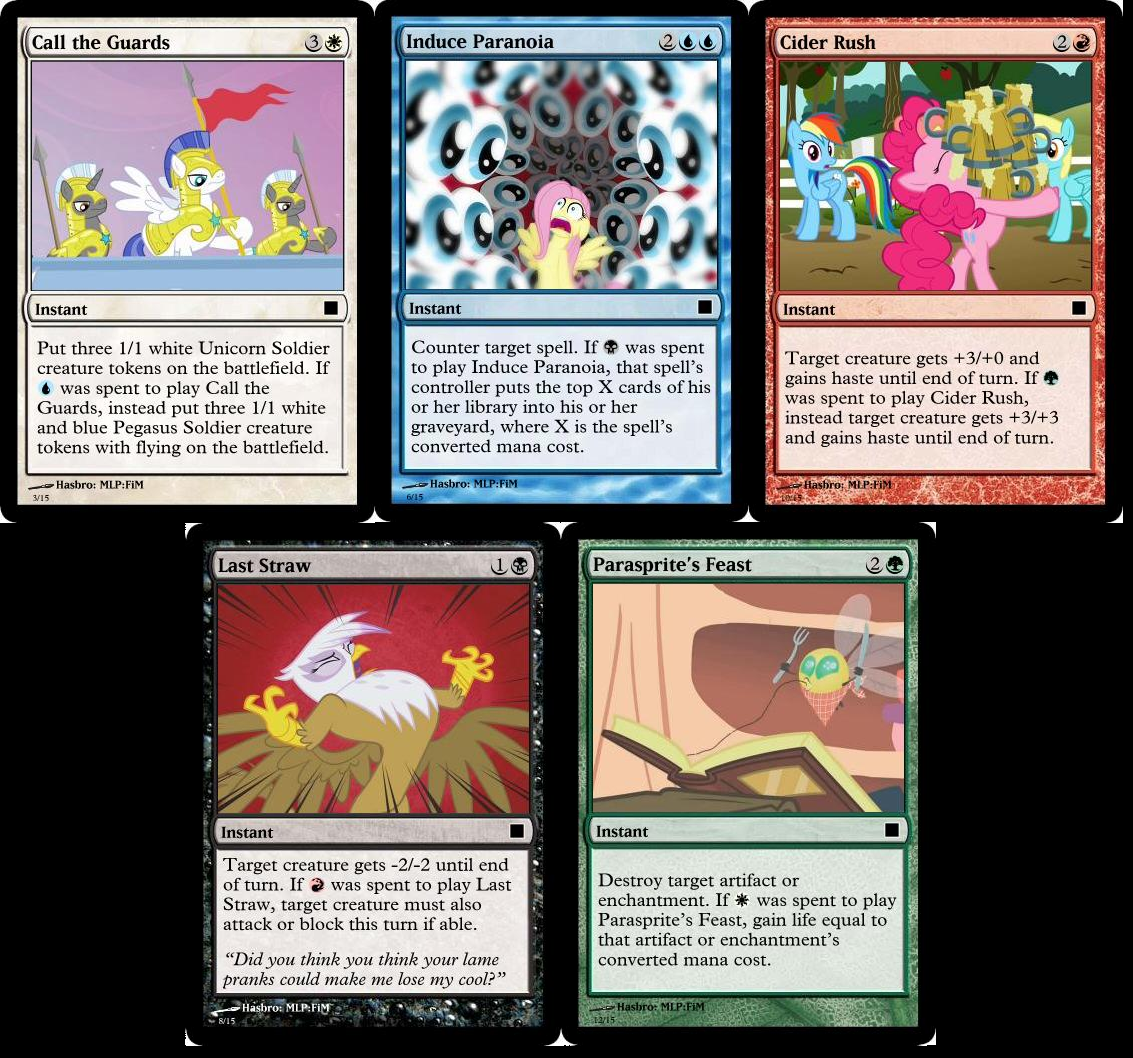 Call the Guards 3
Instant
Put three 1/1 white Unicorn Soldier
creature tokens on the battlefield. If
was spent to play Call the
Guards, instead put three 1/1 white
and blue Pegasus Soldier creature
tokens with flying on the battlefield.
Hasbro: MLP:FiM
3/15
Induce Paranoia 2
Instant
Counter target spell. If was spent
to play Induce Paranoia, that spell's
controller puts the top X cards of his
or her library into his or her
graveyard, where X is the spell's
converted mana cost.
Hasbro: MLP:FiM
6/15
Cider Rush 2
Instant
Target creature gets +3/+0 and
gains haste until end of turn. If
was spent to play Cider Rush,
instead target creature gets +3/+3
and gains haste until end of turn.
Hasbro: MLP:FiM
Last Straw 1
Instant
Target creature gets -2/-2 until end
of turn. If was spent to play Last
Straw, target creature must also
attack or block this turn if able.
“Did you think you think your lame
pranks could make me lose my cool?”
Hasbro: MLP:FiM
8/15
Parasprite's Feast 2
Instant
Destroy target artifact or
enchantment. If was spent to play
Parasprite's Feast, gain life equal to
that artifact or enchantment's
converted mana cost.
Hasbro: MLP:FiM
12/15